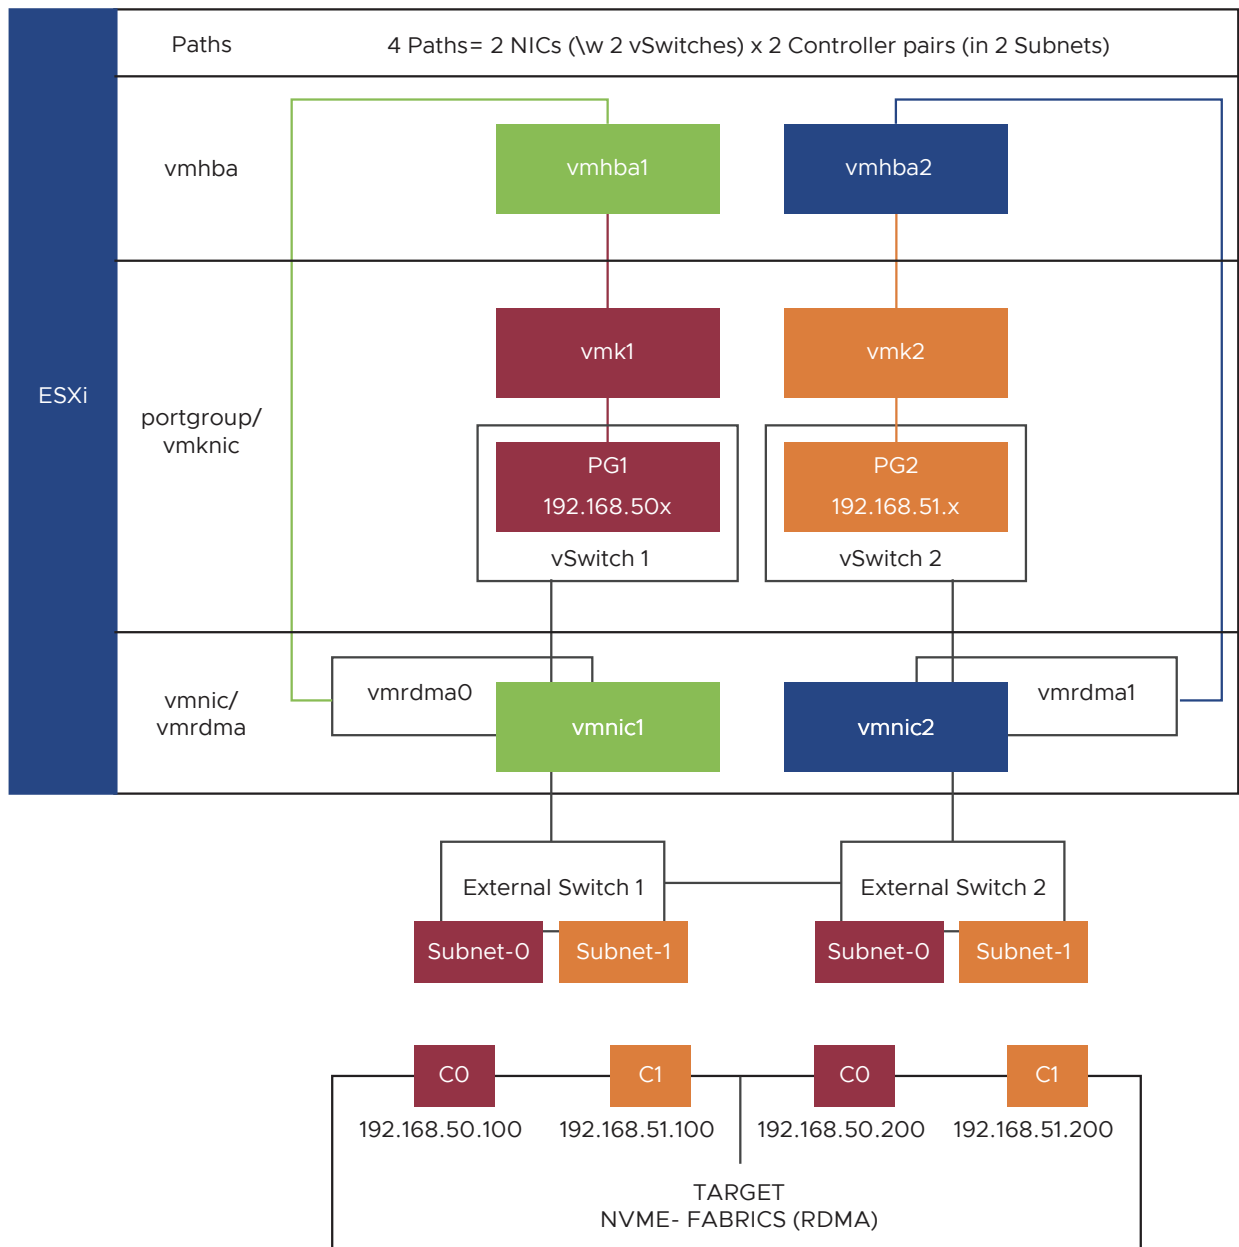 Paths
4 Paths= 2 NICs (\w 2 vSwitches) x 2 Controller pairs (in 2 Subnets)
vmhba
vmhba1
vmhba2
ESXi
portgroup/
vmknic
vmk1
vmk2
PG1
192.168.50x
vSwitch 1
PG2
192.168.51.x
vSwitch 2
vmnic/
vmrdma
vmrdma0
vmnic1
vmnic2
vmrdma1
External Switch 1
External Switch 2
Subnet-0
Subnet-1
Subnet-0
Subnet-1
C0
C1
C0
C1
192.168.50.100
192.168.51.100
192.168.50.200
192.168.51.200
TARGET
NVME- FABRICS (RDMA)